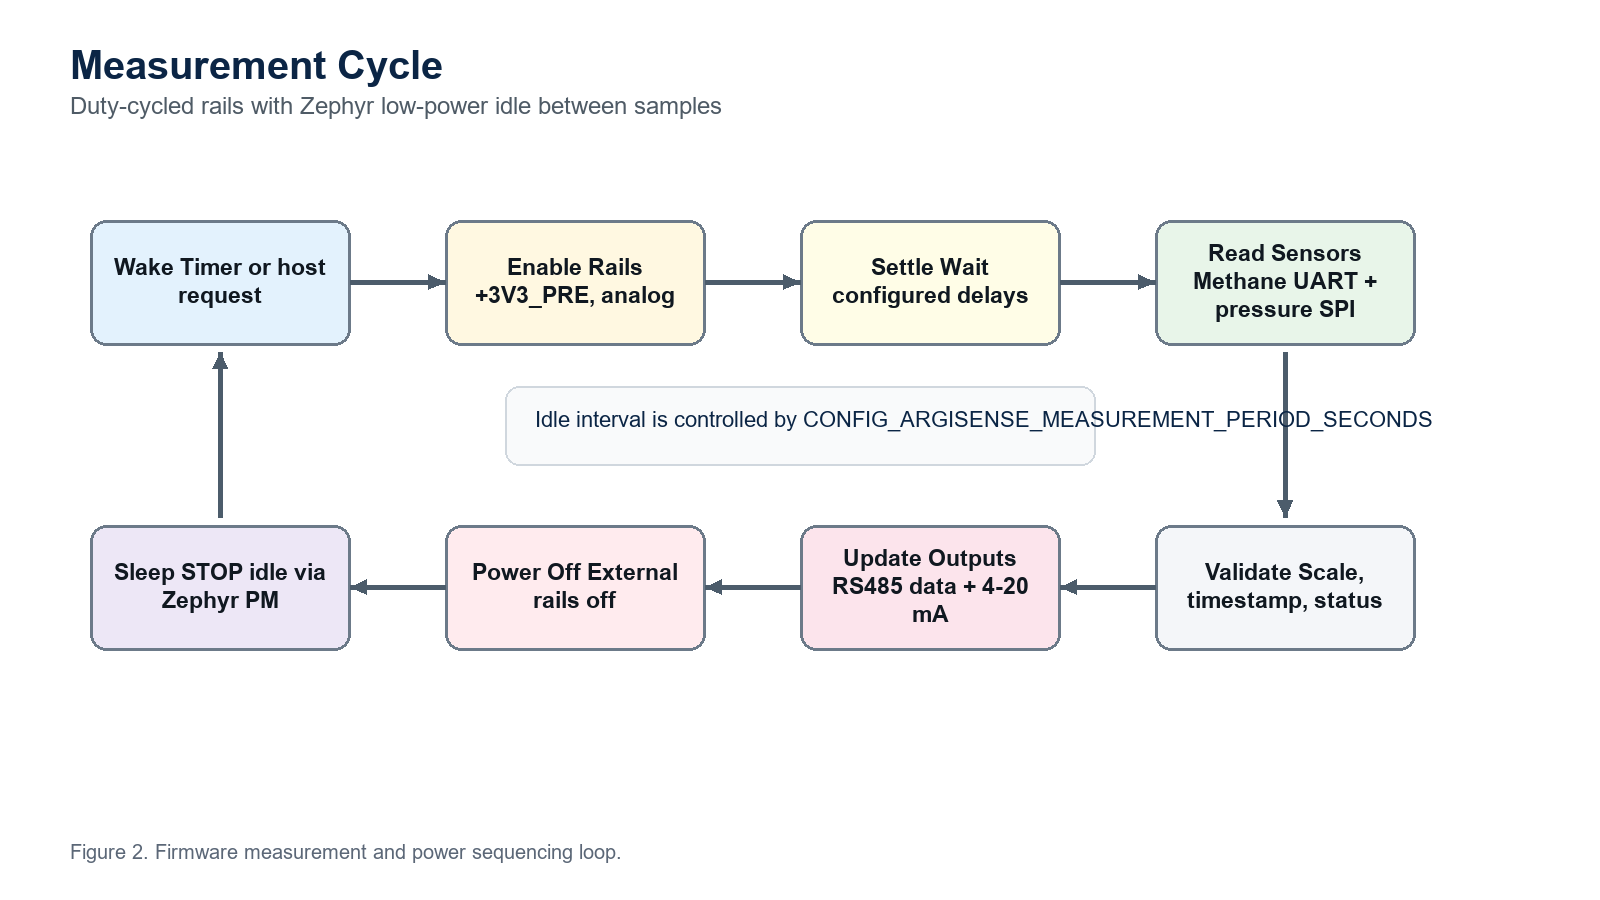 Measurement Cycle
Duty-cycled rails with Zephyr low-power idle between samples
Wake Timer or host
request
Enable Rails
+3V3_PRE, analog
Settle Wait
configured delays
Read Sensors
Methane UART +
pressure SPI
Idle interval is controlled by CONFIG_ARGISENSE_MEASUREMENT_PERIOD_SECONDS
Sleep STOP idle via
Zephyr PM
Power Off External
rails off
Update Outputs
RS485 data + 4-20
mA
Validate Scale,
timestamp, status
Figure 2. Firmware measurement and power sequencing loop.